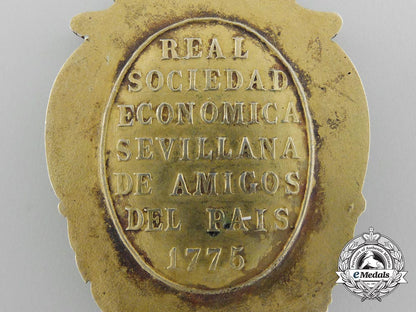 REAL
SOCIEDAD
ECONOMICA
SEVILLANA
DE AMIGOS
DEL PAIS
1775
eMedals